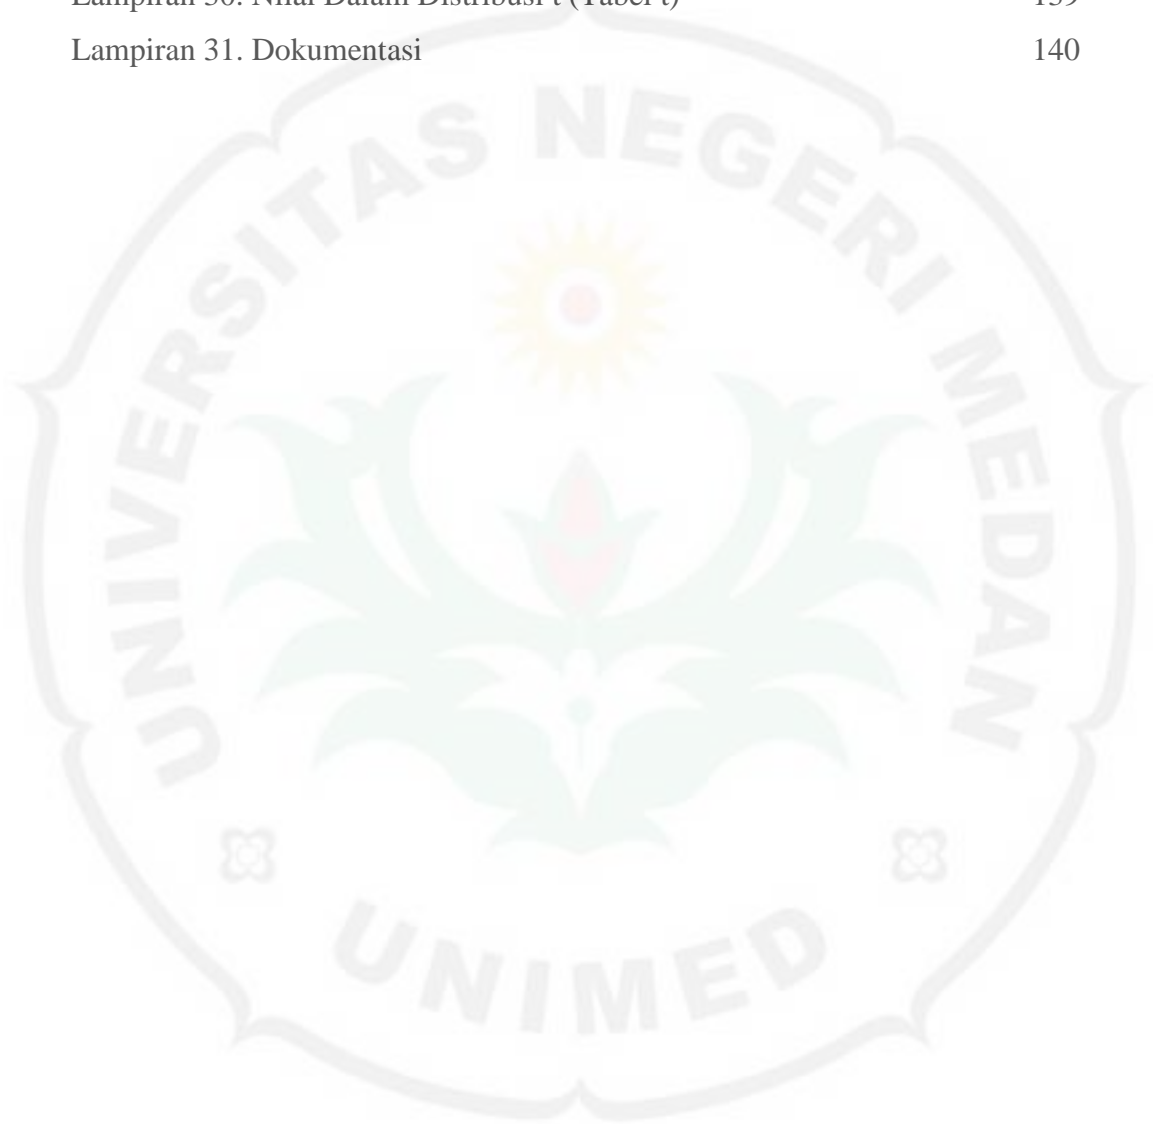 Lampiran 30. Nilai Dalam Distribusi t (Tabel t) 139
Lampiran 31. Dokumentasi 140
UNIVERSITAS NEGERI MEDAN
UNIMED